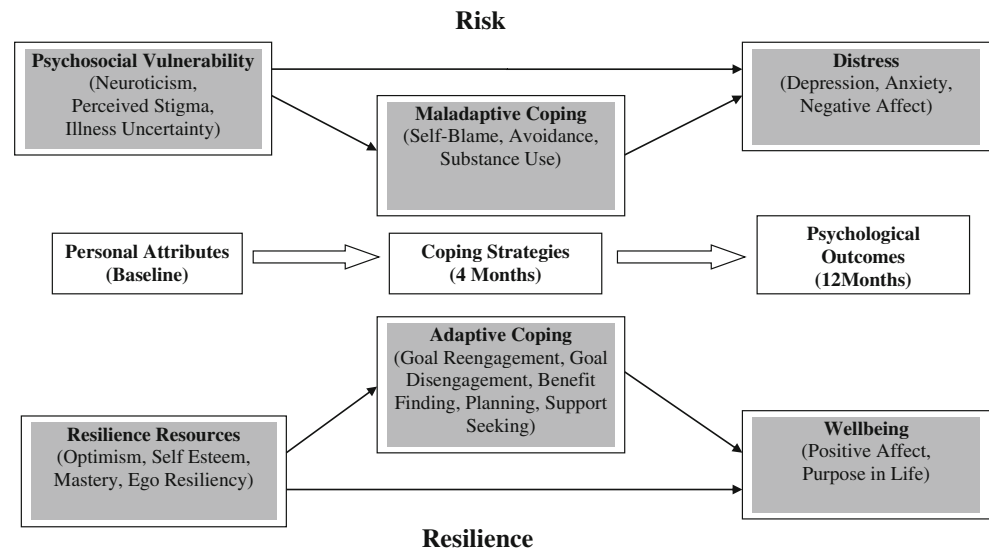 Risk
Psychosocial Vulnerability
(Neuroticism,
Perceived Stigma,
Illness Uncertainty)
Maladaptive Coping
(Self-Blame, Avoidance,
Substance Use)
Distress
(Depression, Anxiety,
Negative Affect)
Personal Attributes
(Baseline)
Coping Strategies
(4 Months)
Psychological
Outcomes
(12Months)
Adaptive Coping
(Goal Reengagement, Goal
Disengagement, Benefit
Finding, Planning, Support
Seeking)
Resilience Resources
(Optimism, Self Esteem,
Mastery, Ego Resiliency)
Wellbeing
(Positive Affect,
Purpose in Life)
Resilience